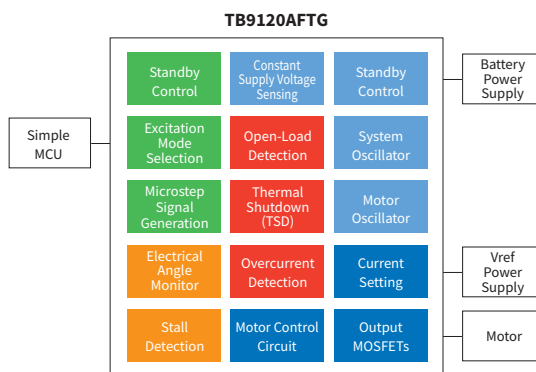 TB9120AFTG
Standby
Control
Constant
Supply Voltage
Sensing
Standby
Control
Battery
Power
Supply
Simple
MCU
Excitation
Mode
Selection
Open-Load
Detection
System
Oscillator
Microstep
Signal
Generation
Thermal
Shutdown
(TSD)
Motor
Oscillator
Electrical
Angle
Monitor
Overcurrent
Detection
Current
Setting
Vref
Power
Supply
Stall
Detection
Motor Control
Circuit
Output
MOSFETs
Motor